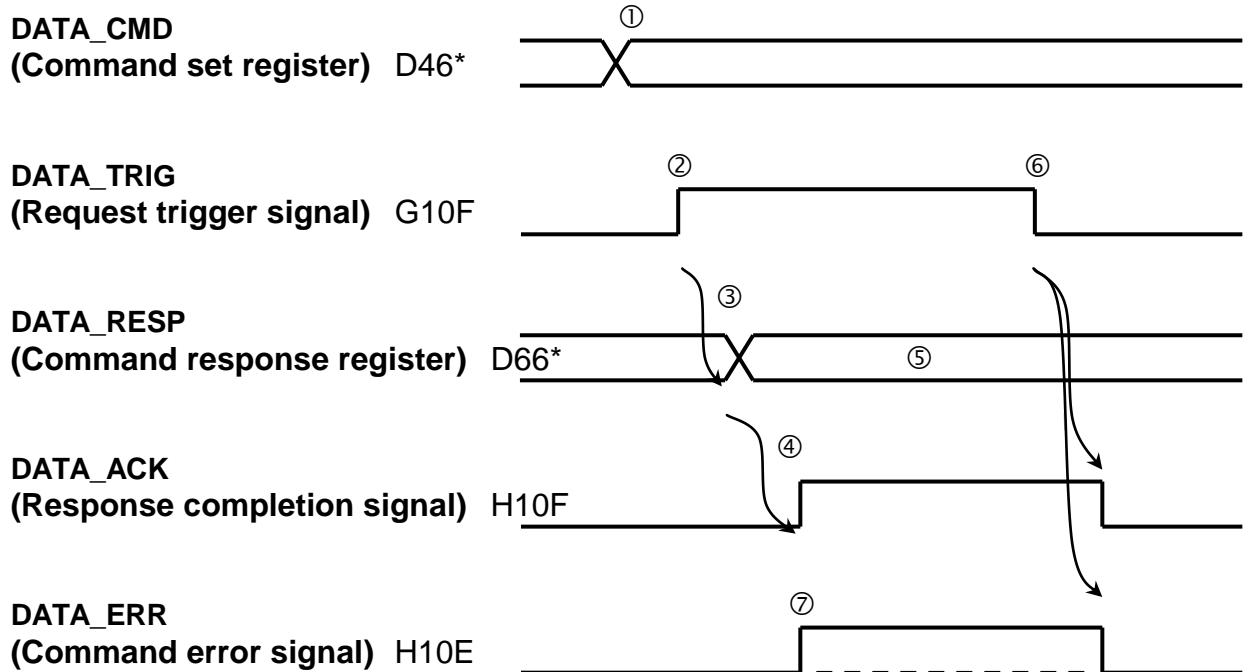 ①
DATA_CMD
(Command set register) D46*
② ⑥
DATA_TRIG
(Request trigger signal) G10F
③
DATA_RESP
(Command response register) D66*
⑤
④
DATA_ACK
(Response completion signal) H10F
⑦
DATA_ERR
(Command error signal) H10E